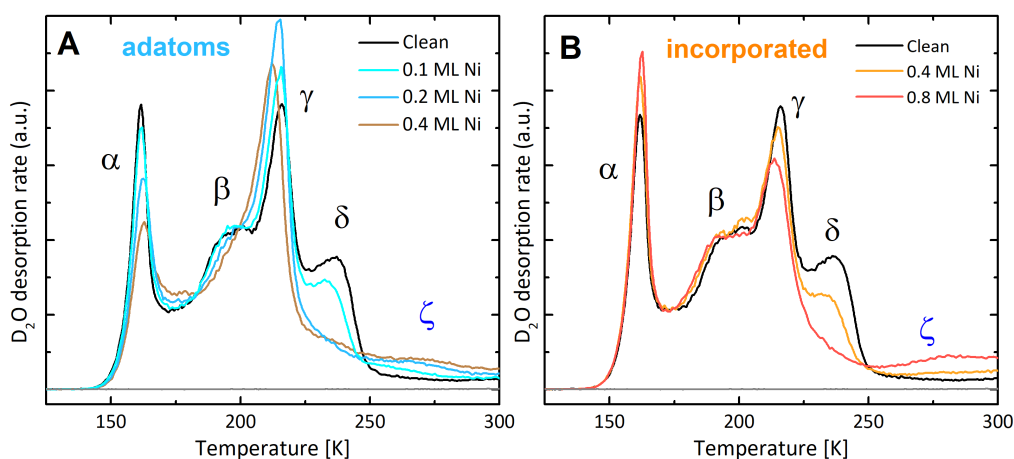 A adatoms
Clean
0.1 ML Ni
0.2 ML Ni
0.4 ML Ni
α
β
γ
δ
ζ
D2O desorption rate (a.u.)
150 200 250 300
Temperature [K]
B incorporated
Clean
0.4 ML Ni
0.8 ML Ni
α
β
γ
δ
ζ
D2O desorption rate (a.u.)
150 200 250 300
Temperature [K]